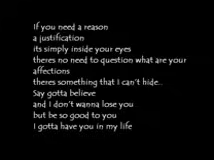 If you need a reason
a justification
its simply inside your eyes
theres no need to question what are your
affections
theres something that I can't hide..
Say gotta believe
and I don't wanna lose you
but be so good to you
I gotta have you in my life